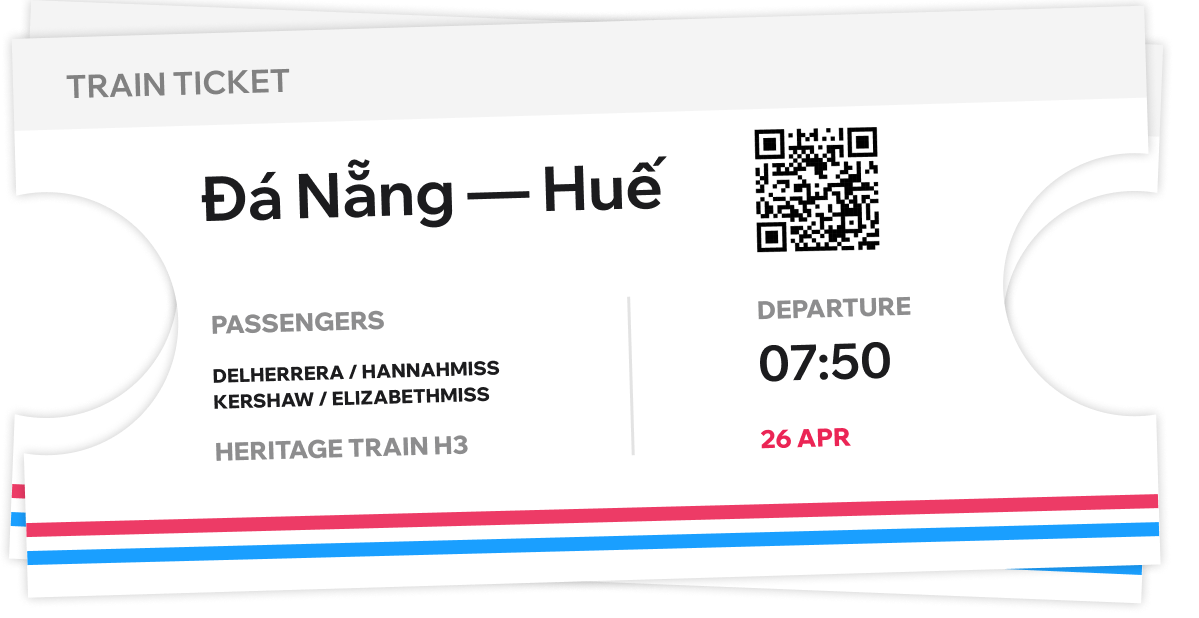 TRAIN TICKET
Đá Nẵng — Huế
PASSENGERS
DELHERRERA / HANNAHMISS
KERSHAW / ELIZABETHMISS
HERITAGE TRAIN H3
DEPARTURE
07:50
26 APR